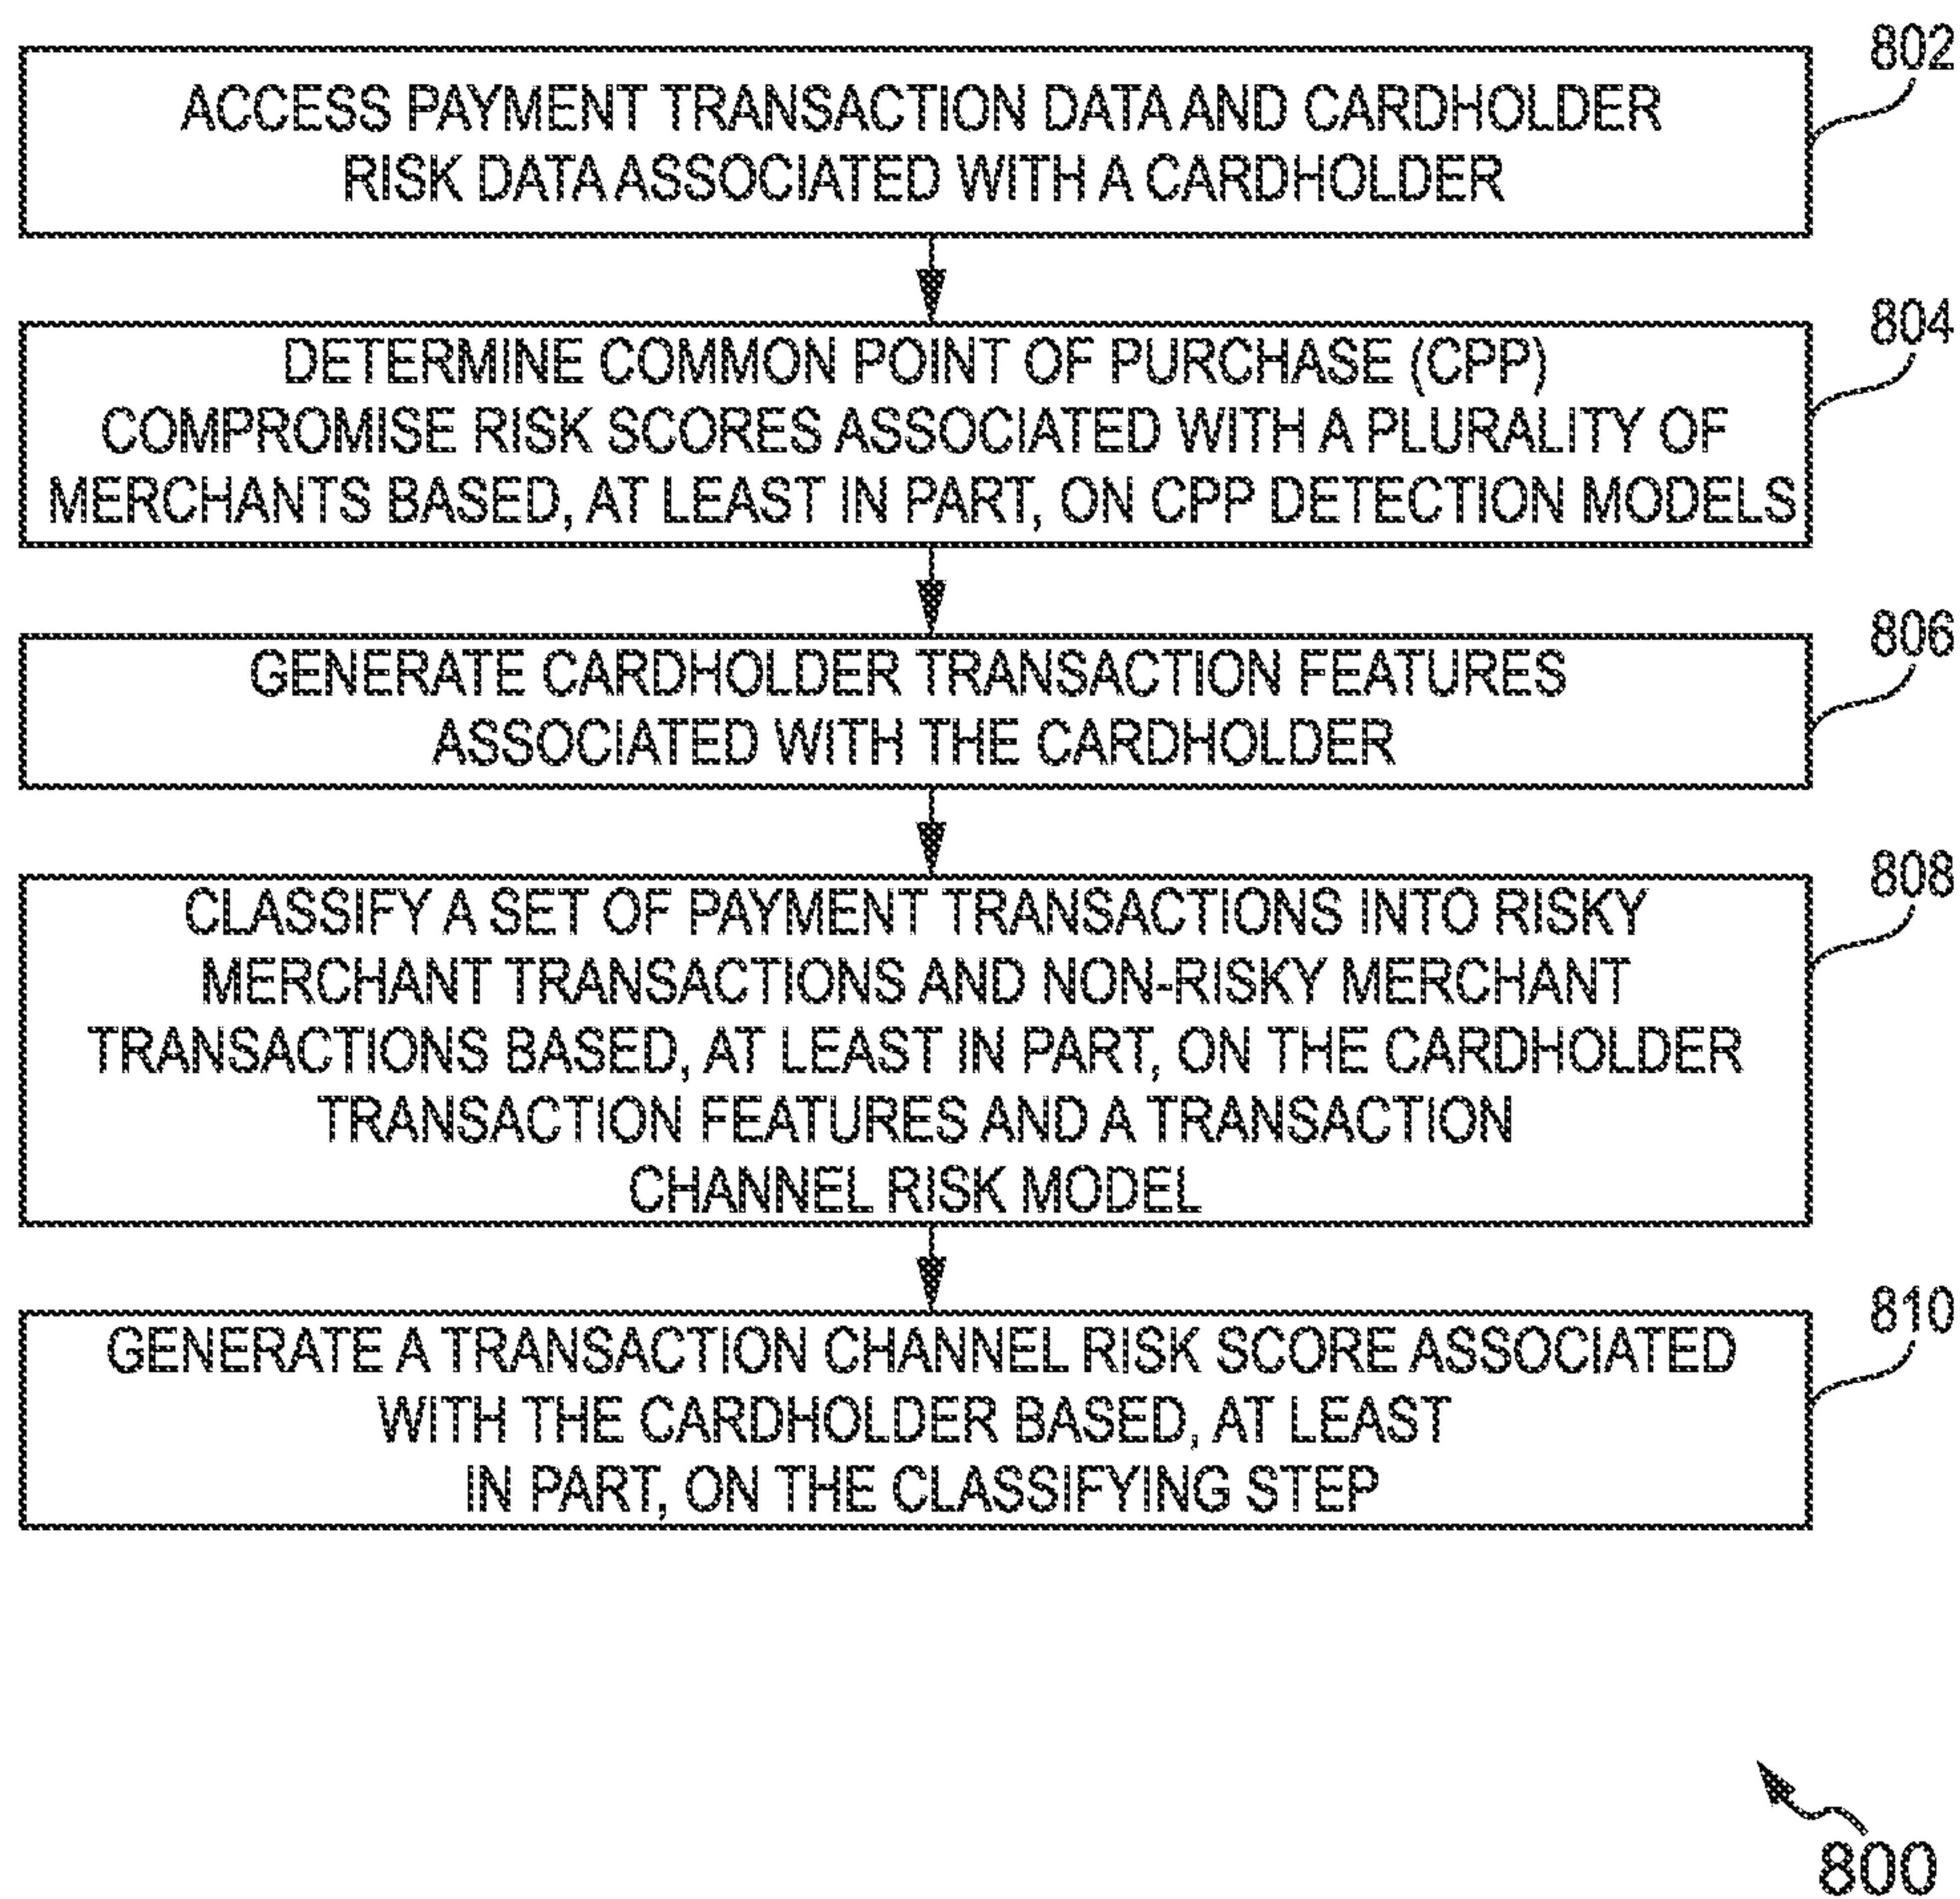 802
ACCESS PAYMENT TRANSACTION DATA AND CARDHOLDER
RISK DATA ASSOCIATED WITH A CARDHOLDER
804
DETERMINE COMMON POINT OF PURCHASE (CPP)
COMPROMISE RISK SCORES ASSOCIATED WITH A PLURALITY OF
MERCHANTS BASED, AT LEAST IN PART, ON CPP DETECTION MODELS
806
GENERATE CARDHOLDER TRANSACTION FEATURES
ASSOCIATED WITH THE CARDHOLDER
808
CLASSIFY A SET OF PAYMENT TRANSACTIONS INTO RISKY
MERCHANT TRANSACTIONS AND NON-RISKY MERCHANT
TRANSACTIONS BASED, AT LEAST IN PART, ON THE CARDHOLDER
TRANSACTION FEATURES AND A TRANSACTION
CHANNEL RISK MODEL
810
GENERATE A TRANSACTION CHANNEL RISK SCORE ASSOCIATED
WITH THE CARDHOLDER BASED, AT LEAST
IN PART, ON THE CLASSIFYING STEP
800